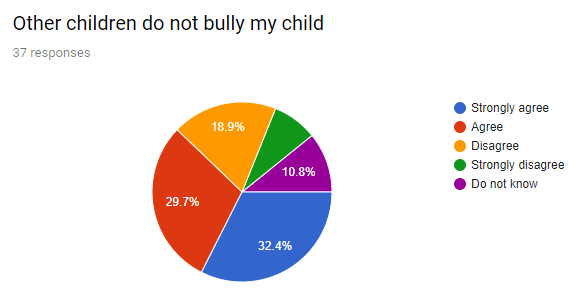 Other children do not bully my child
37 responses
18.9%
10.8%
29.7%
32.4%
Strongly agree
Agree
Disagree
Strongly disagree
Do not know